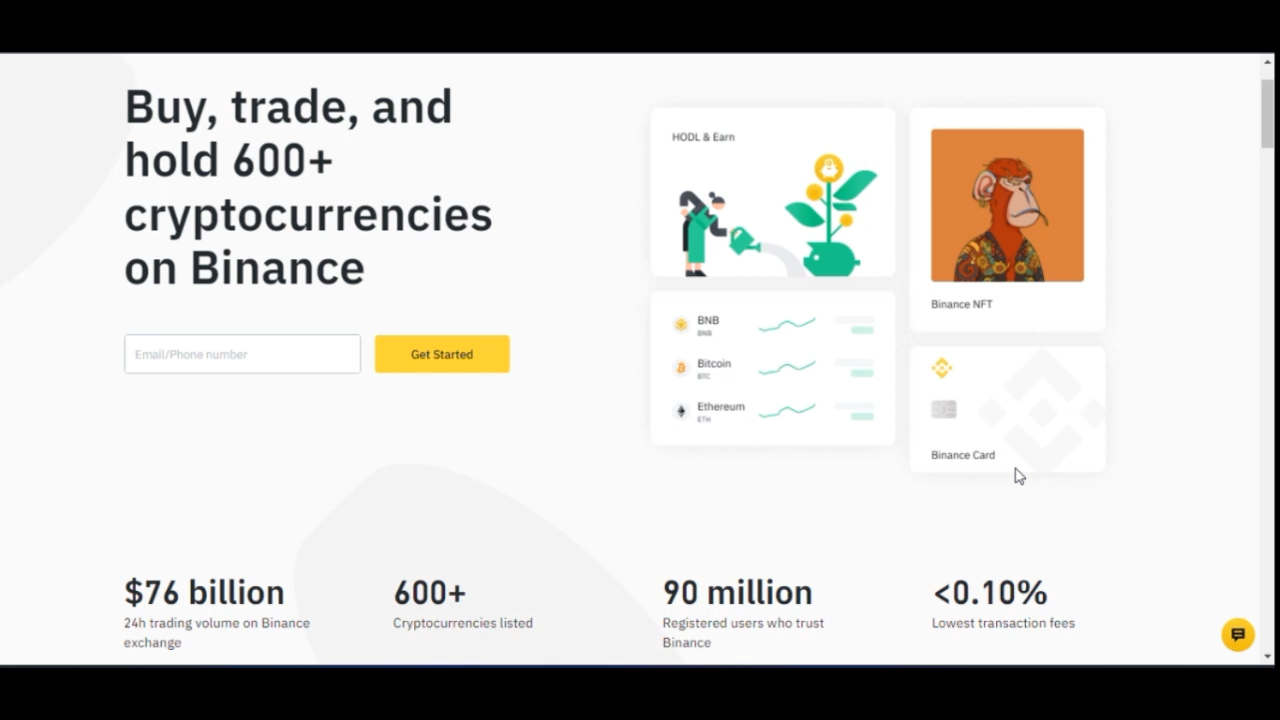 Buy, trade, and
hold 600+
cryptocurrencies
on Binance
Email/Phone number
Get Started
HODL & Earn
BNB
BNB
Bitcoin
BTC
Ethereum
ETH
Binance NFT
Binance Card
$76 billion
24h trading volume on Binance
exchange
600+
Cryptocurrencies listed
90 million
Registered users who trust
Binance
<0.10%
Lowest transaction fees